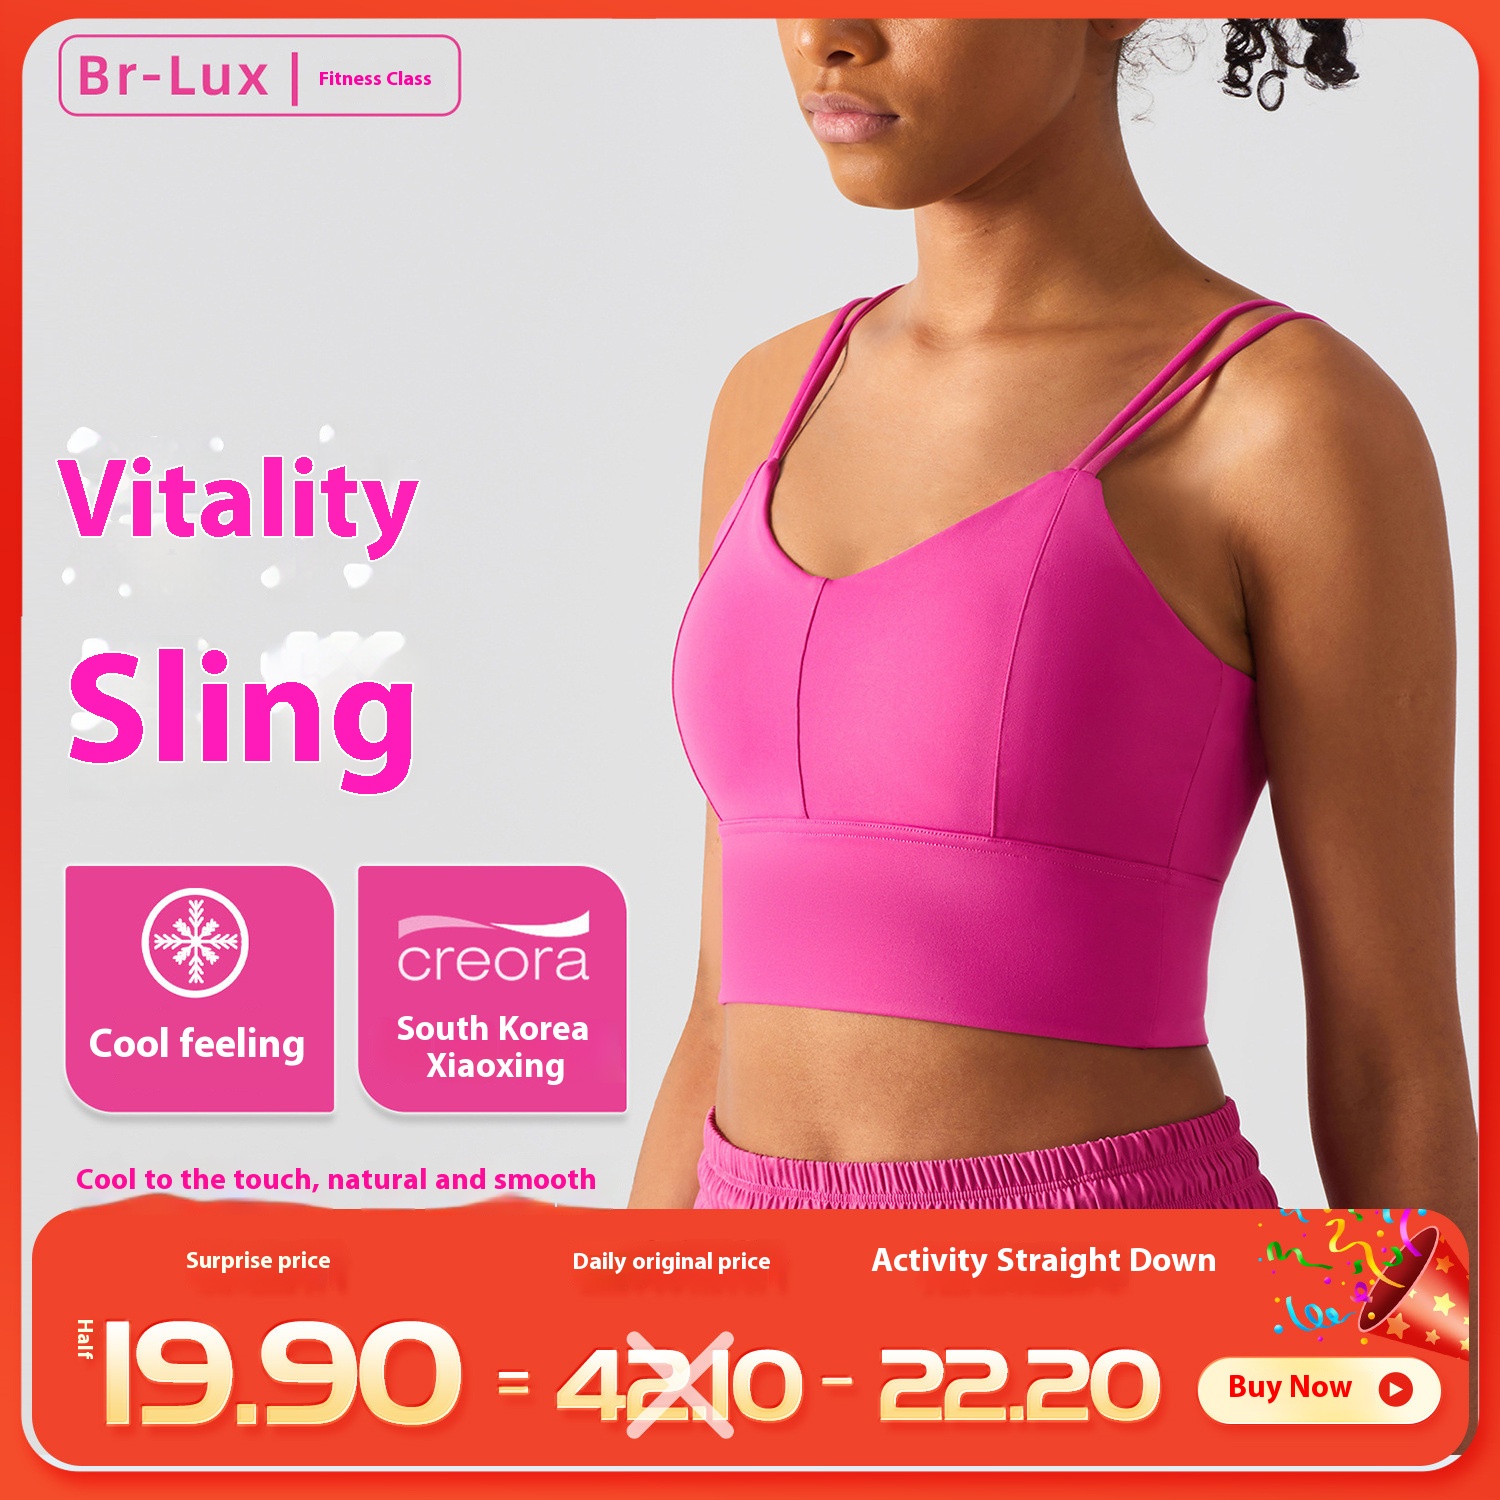 Br-Lux | Fitness Class
Vitality
Sling
Cool feeling
creora
South Korea
Xiaoxing
Cool to the touch, natural and smooth
Surprise price
Daily original price
Activity Straight Down
Half
19.90 = 42.10 - 22.20
Buy Now